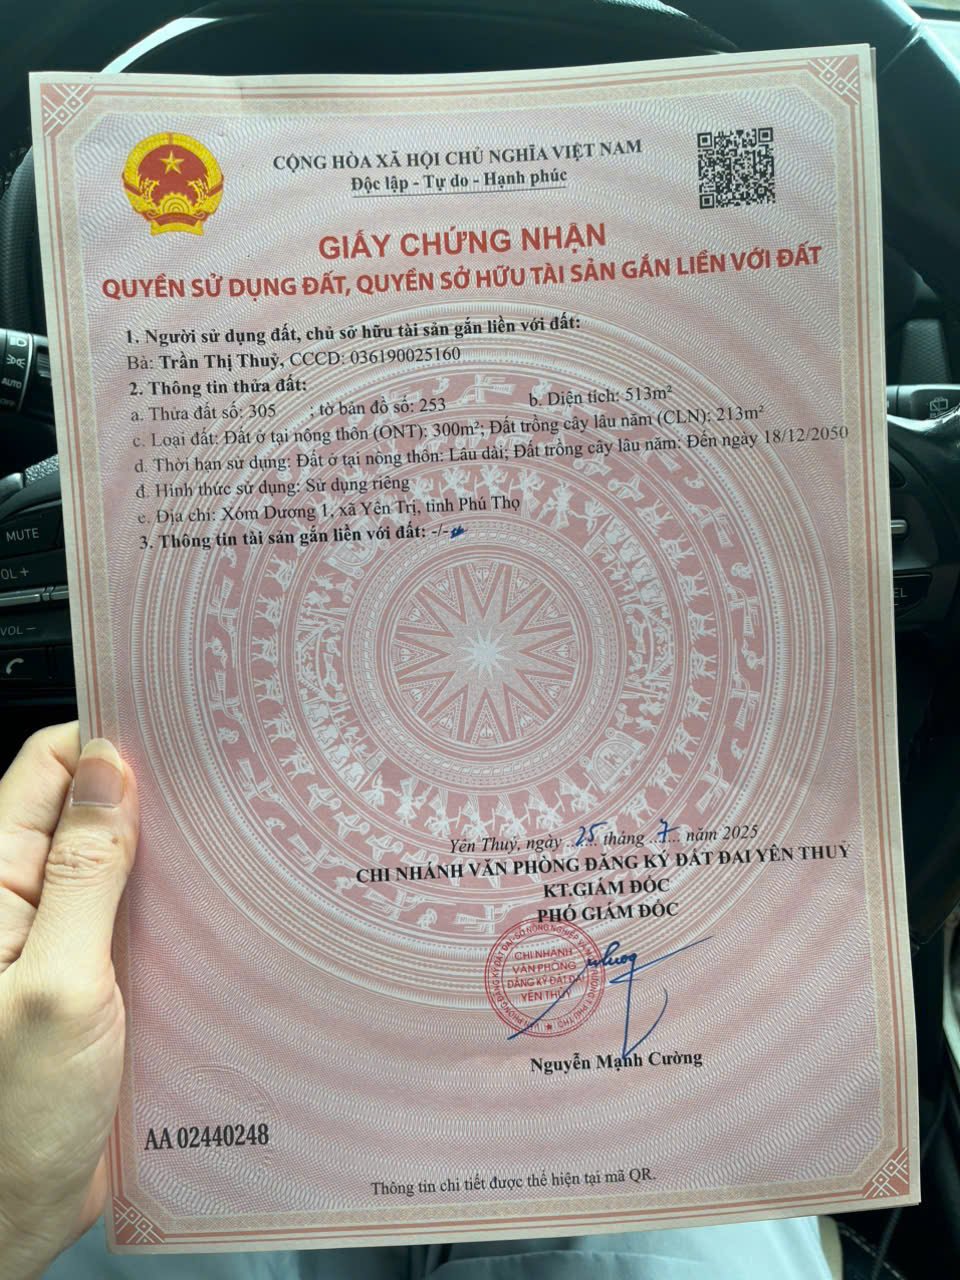 CỘNG HÒA XÃ HỘI CHỦ NGHĨA VIỆT NAM
Độc lập - Tự do - Hạnh phúc
GIẤY CHỨNG NHẬN
QUYỀN SỬ DỤNG ĐẤT, QUYỀN SỞ HỮU TÀI SẢN GẮN LIỀN VỚI ĐẤT
1. Người sử dụng đất, chủ sở hữu tài sản gắn liền với đất:
Bà: Trần Thị Thuỳ, CCCD: 036190025160
2. Thông tin thửa đất:
a. Thửa đất số: 305 ; tờ bản đồ số: 253 b. Diện tích: 513m²
c. Loại đất: Đất ở tại nông thôn (ONT): 300m²; Đất trồng cây lâu năm (CLN): 213m²
d. Thời hạn sử dụng: Đất ở tại nông thôn: Lâu dài; Đất trồng cây lâu năm: Đến ngày 18/12/2050
đ. Hình thức sử dụng: Sử dụng riêng
e. Địa chỉ: Xóm Dương 1, xã Yên Trị, tỉnh Phú Thọ
3. Thông tin tài sản gắn liền với đất: -/-
Yên Thuỷ, ngày 25 tháng 7 năm 2025
CHI NHÁNH VĂN PHÒNG ĐĂNG KÝ ĐẤT ĐAI YÊN THUỶ
KT.GIÁM ĐỐC
PHÓ GIÁM ĐỐC
CHI NHÁNH
VĂN PHÒNG
ĐĂNG KÝ ĐẤT ĐAI
YÊN THỦY
Nguyễn Mạnh Cường
AA 02440248
Thông tin chi tiết được thể hiện tại mã QR.
MUTE
VOL +
VOL −
AUTO